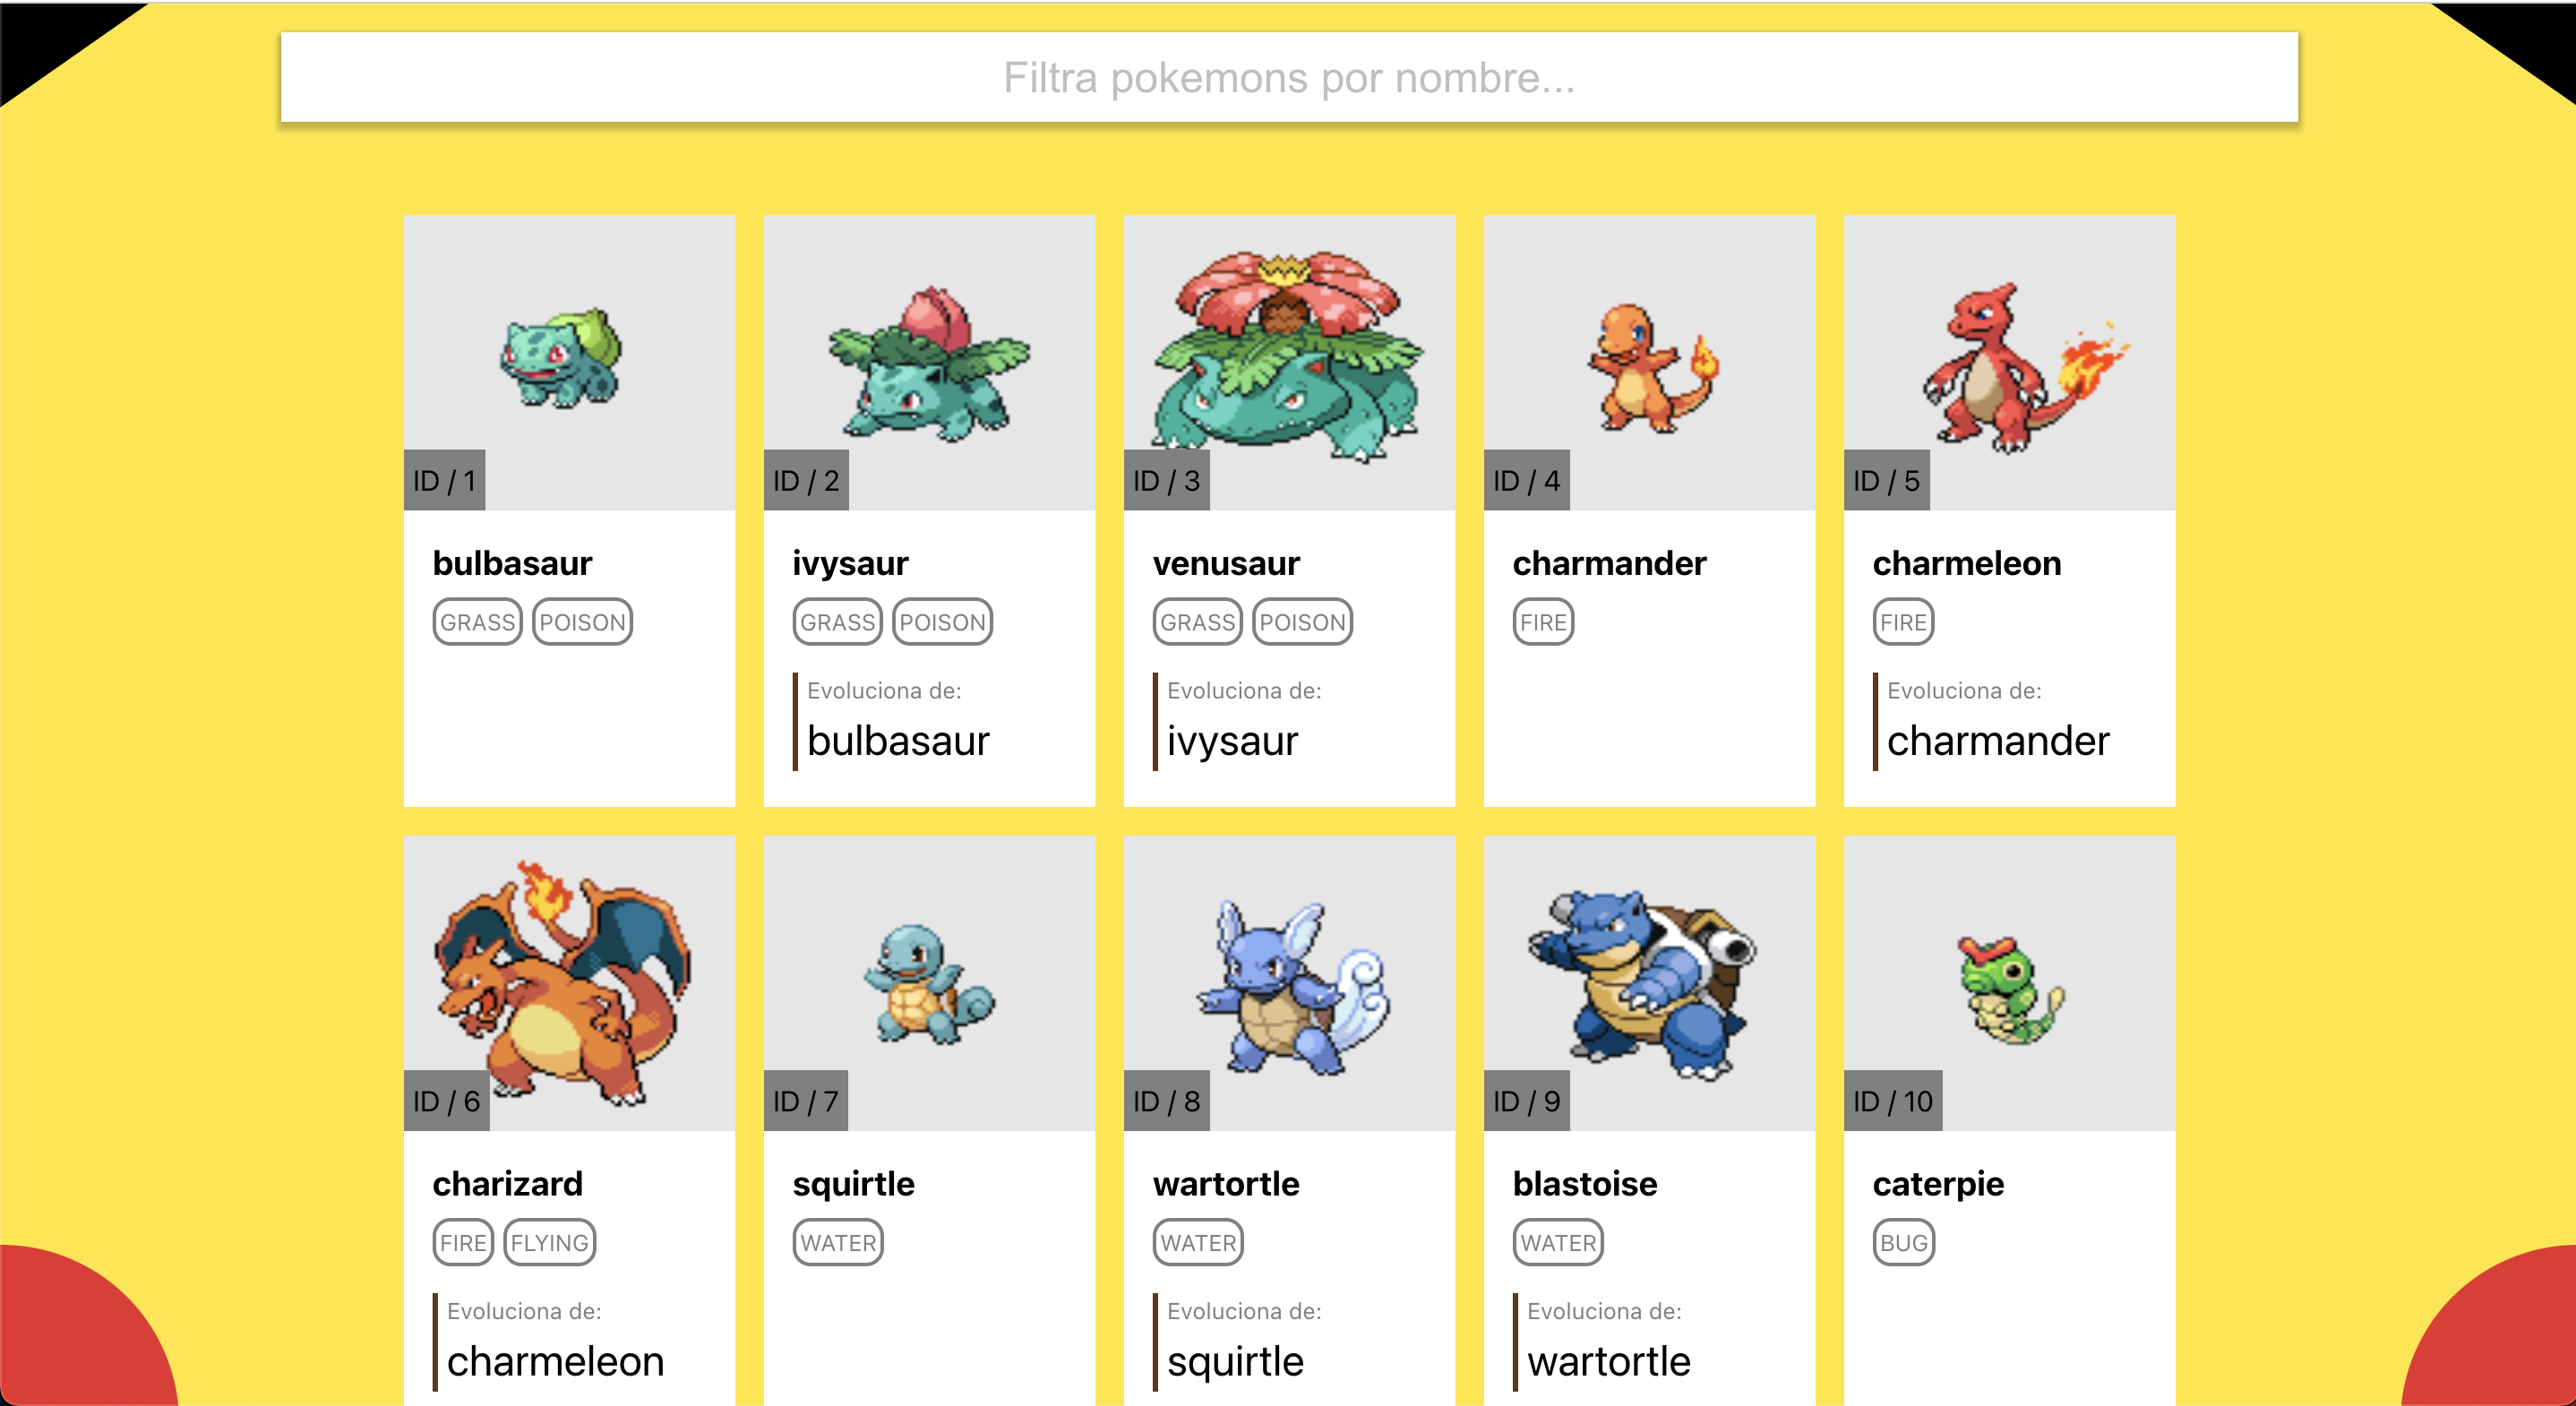 Filtra pokemons por nombre...
ID / 1
bulbasaur
GRASS POISON
ID / 2
ivysaur
GRASS POISON
Evoluciona de:
bulbasaur
ID / 3
venusaur
GRASS POISON
Evoluciona de:
ivysaur
ID / 4
charmander
FIRE
ID / 5
charmeleon
FIRE
Evoluciona de:
charmander
ID / 6
charizard
FIRE FLYING
Evoluciona de:
charmeleon
ID / 7
squirtle
WATER
ID / 8
wartortle
WATER
Evoluciona de:
squirtle
ID / 9
blastoise
WATER
Evoluciona de:
wartortle
ID / 10
caterpie
BUG